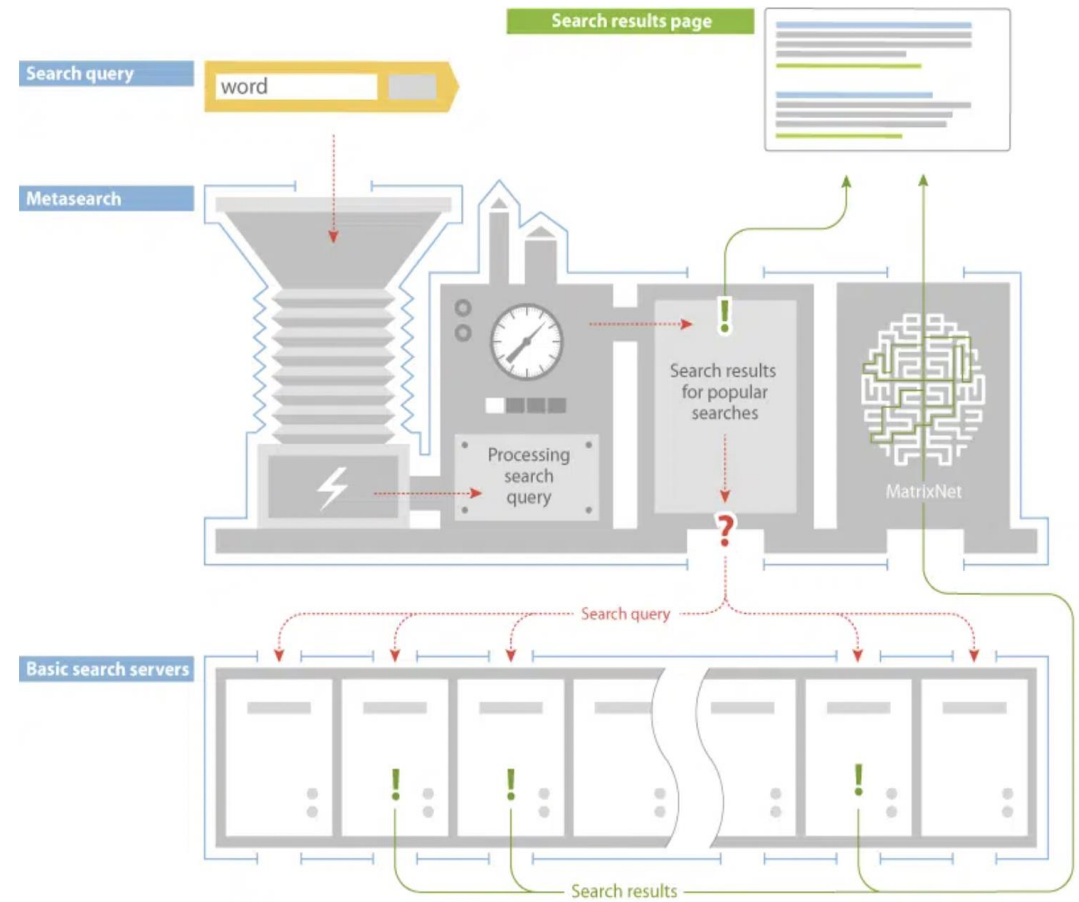 Search results page
Search query
word
Metasearch
Search results
for popular
searches
Processing
search
query
MatrixNet
Search query
Basic search servers
Search results